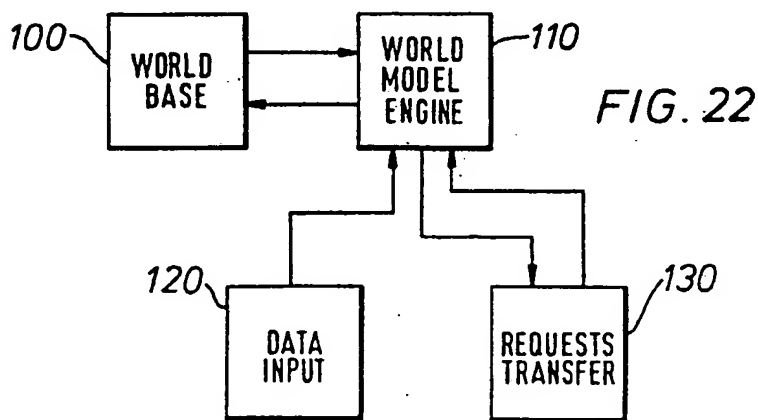 100
WORLD
BASE
WORLD
MODEL
ENGINE
110
FIG. 22
120
DATA
INPUT
REQUESTS
TRANSFER
130